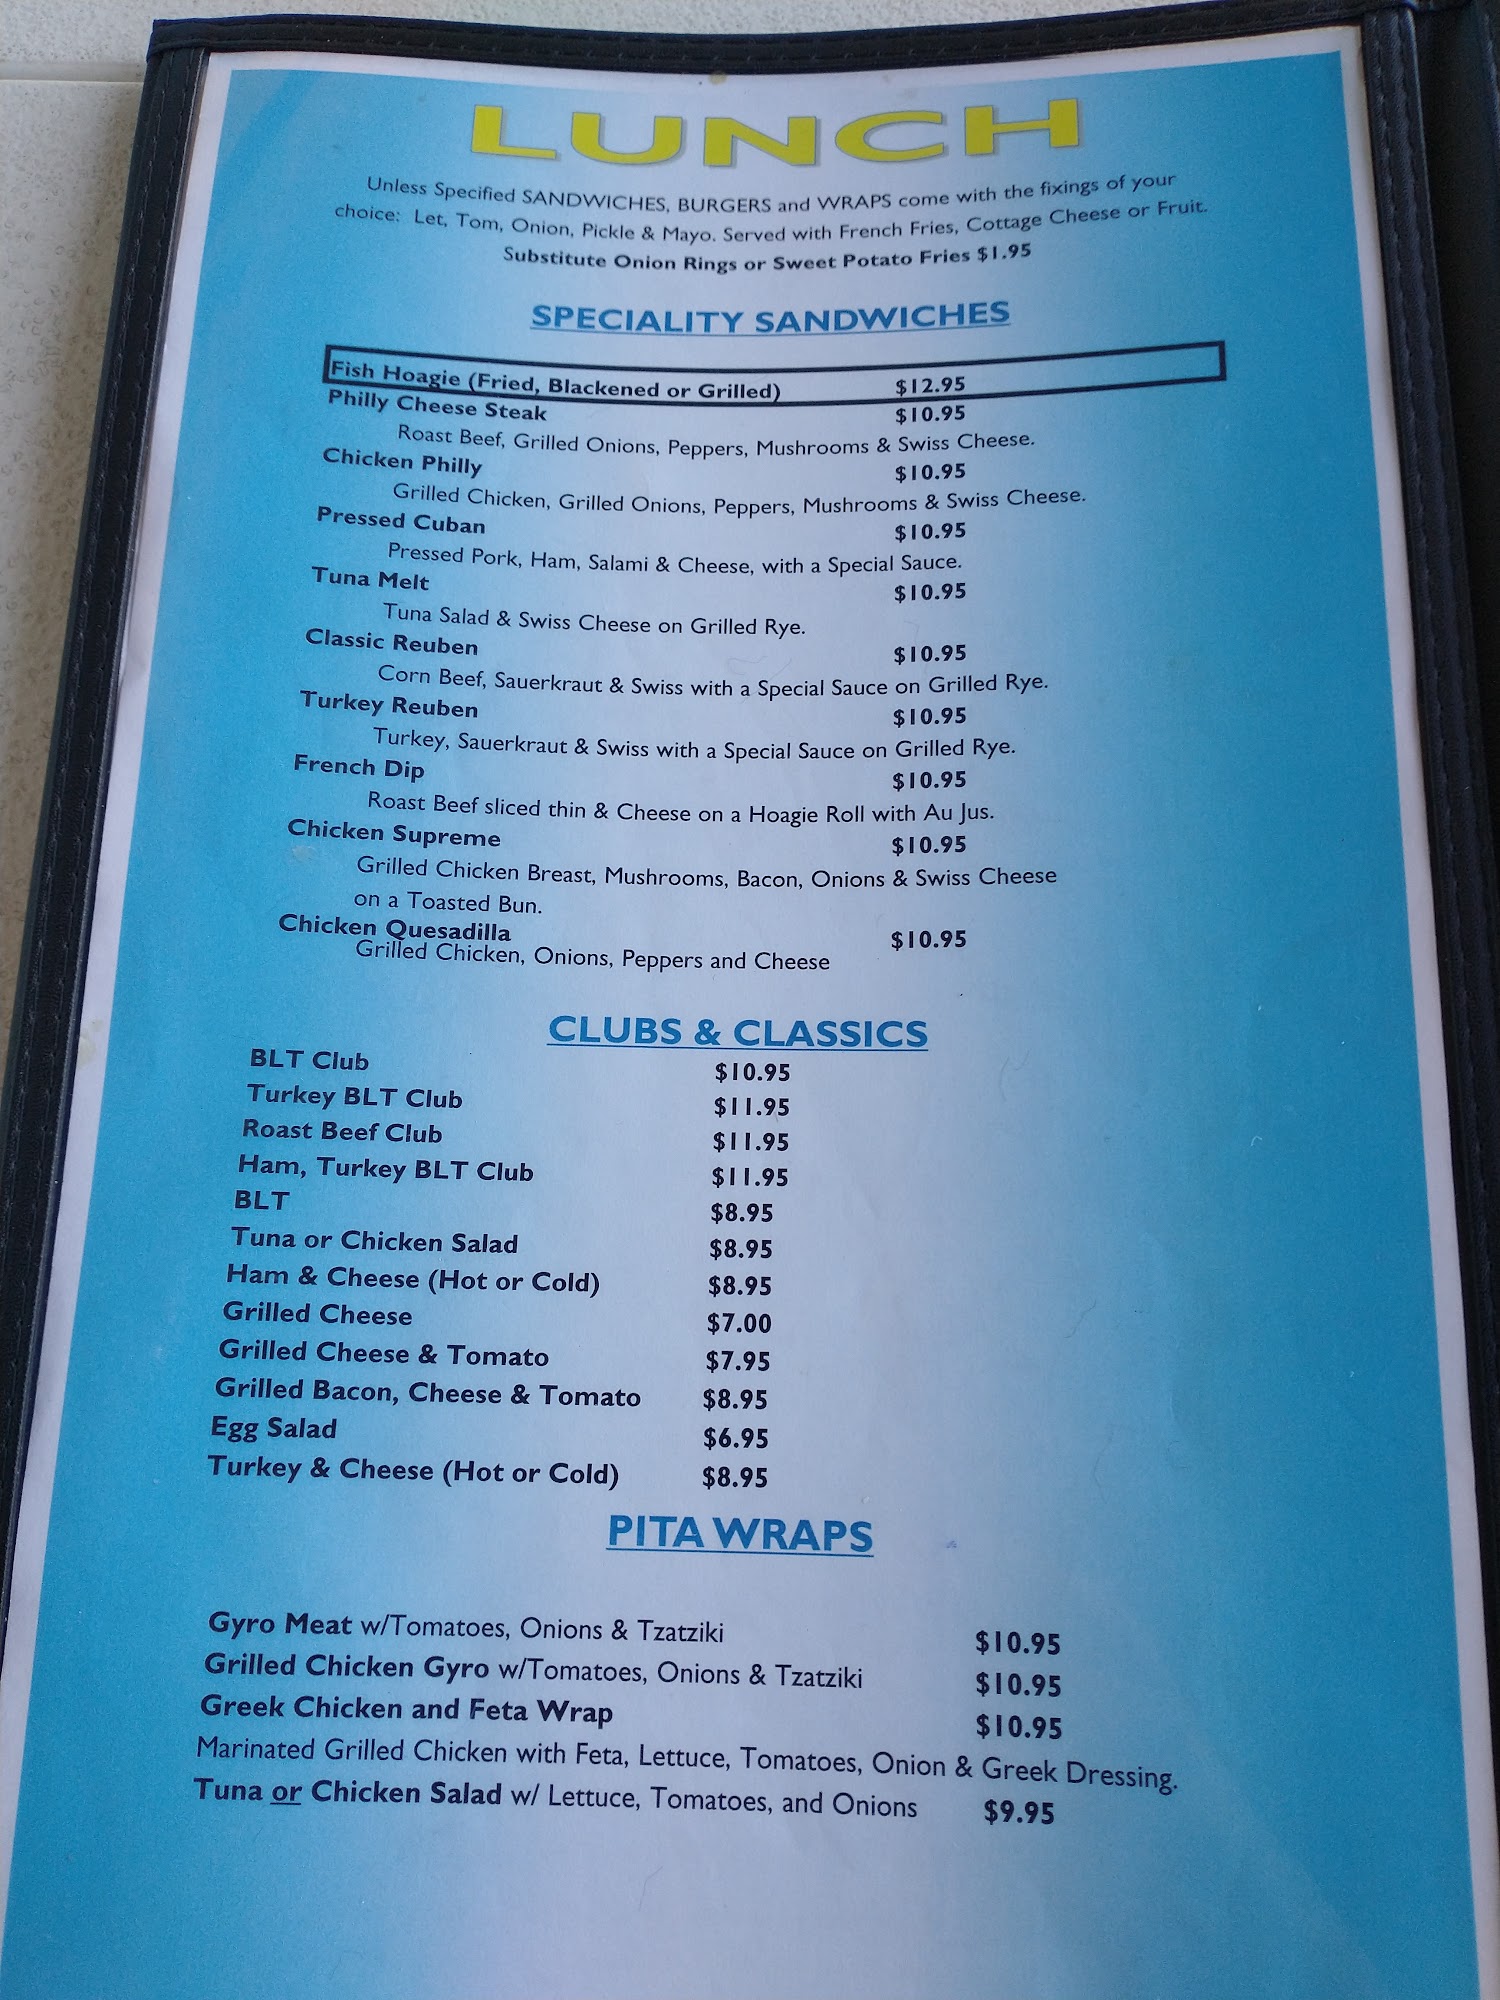 LUNCH
Unless Specified SANDWICHES, BURGERS and WRAPS come with the fixings of your
choice: Let, Tom, Onion, Pickle & Mayo. Served with French Fries, Cottage Cheese or Fruit.
Substitute Onion Rings or Sweet Potato Fries $1.95
SPECIALITY SANDWICHES
Fish Hoagie (Fried, Blackened or Grilled) $12.95
Philly Cheese Steak $10.95
Roast Beef, Grilled Onions, Peppers, Mushrooms & Swiss Cheese.
Chicken Philly $10.95
Grilled Chicken, Grilled Onions, Peppers, Mushrooms & Swiss Cheese.
Pressed Cuban $10.95
Pressed Pork, Ham, Salami & Cheese, with a Special Sauce.
Tuna Melt $10.95
Tuna Salad & Swiss Cheese on Grilled Rye.
Classic Reuben $10.95
Corn Beef, Sauerkraut & Swiss with a Special Sauce on Grilled Rye.
Turkey Reuben $10.95
Turkey, Sauerkraut & Swiss with a Special Sauce on Grilled Rye.
French Dip $10.95
Roast Beef sliced thin & Cheese on a Hoagie Roll with Au Jus.
Chicken Supreme $10.95
Grilled Chicken Breast, Mushrooms, Bacon, Onions & Swiss Cheese
on a Toasted Bun.
Chicken Quesadilla $10.95
Grilled Chicken, Onions, Peppers and Cheese
CLUBS & CLASSICS
BLT Club $10.95
Turkey BLT Club $11.95
Roast Beef Club $11.95
Ham, Turkey BLT Club $11.95
BLT $8.95
Tuna or Chicken Salad $8.95
Ham & Cheese (Hot or Cold) $8.95
Grilled Cheese $7.00
Grilled Cheese & Tomato $7.95
Grilled Bacon, Cheese & Tomato $8.95
Egg Salad $6.95
Turkey & Cheese (Hot or Cold) $8.95
PITA WRAPS
Gyro Meat w/Tomatoes, Onions & Tzatziki $10.95
Grilled Chicken Gyro w/Tomatoes, Onions & Tzatziki $10.95
Greek Chicken and Feta Wrap $10.95
Marinated Grilled Chicken with Feta, Lettuce, Tomatoes, Onion & Greek Dressing.
Tuna or Chicken Salad w/ Lettuce, Tomatoes, and Onions $9.95